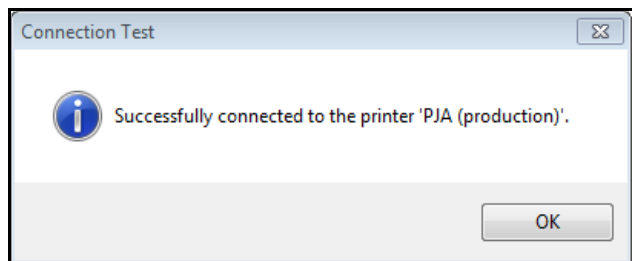 Connection Test
Successfully connected to the printer 'PJA (production)'.
OK